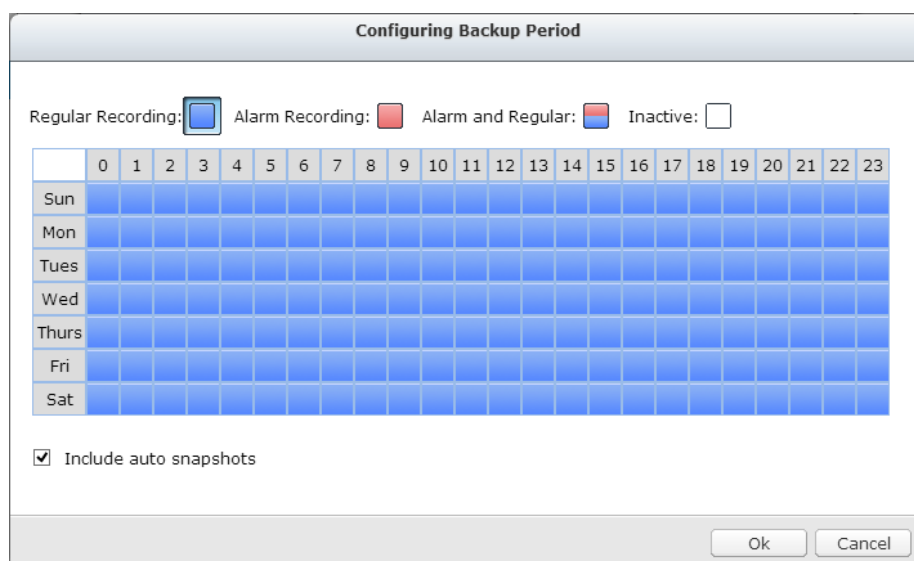 Configuring Backup Period
Regular Recording: Alarm Recording: Alarm and Regular: Inactive:
0 1 2 3 4 5 6 7 8 9 10 11 12 13 14 15 16 17 18 19 20 21 22 23
Sun
Mon
Tues
Wed
Thurs
Fri
Sat
Include auto snapshots
Ok Cancel